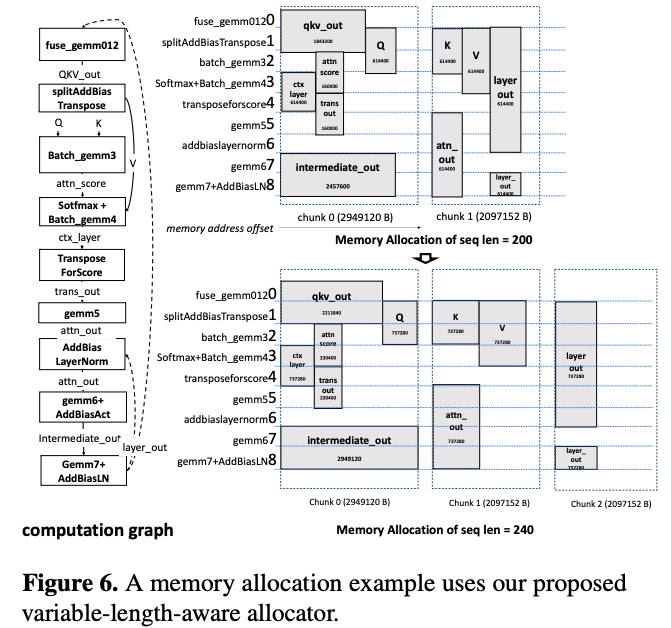 fuse_gemm012
QKV_out
splitAddBias
Transpose
Q K
V
Batch_gemm3
attn_score
Sotfmax +
Batch_gemm4
ctx_layer
Transpose
ForScore
trans_out
gemm5
attn_out
AddBias
LayerNorm
attn_out
gemm6+
AddBiasAct
Intermediate_out
layer_out
Gemm7+
AddBiasLN
computation graph
fuse_gemm0120
splitAddBiasTranspose1
batch_gemm32
Softmax+Batch_gemm43
transposeforscore4
gemm55
addbiaslayernorm6
gemm67
gemm7+AddBiasLN8
qkv_out
1843200
Q
614400
attn
score
160000
ctx
layer
614400
trans
out
160000
intermediate_out
2457600
K
614400
V
614400
layer
out
614400
atn_
out
614400
layer_
out
614400
chunk 0 (2949120 B)
chunk 1 (2097152 B)
memory address offset
Memory Allocation of seq len = 200
fuse_gemm0120
splitAddBiasTranspose1
batch_gemm32
Softmax+Batch_gemm43
transposeforscore4
gemm55
addbiaslayernorm6
gemm67
gemm7+AddBiasLN8
qkv_out
2211840
Q
737280
attn
score
230400
ctx
layer
737280
trans
out
230400
intermediate_out
2949120
K
737280
V
737280
attn_
out
737280
layer
out
737280
layer_
out
737280
Chunk 0 (2949120 B)
Chunk 1 (2097152 B)
Chunk 2 (2097152 B)
Memory Allocation of seq len = 240
Figure 6. A memory allocation example uses our proposed
variable-length-aware allocator.